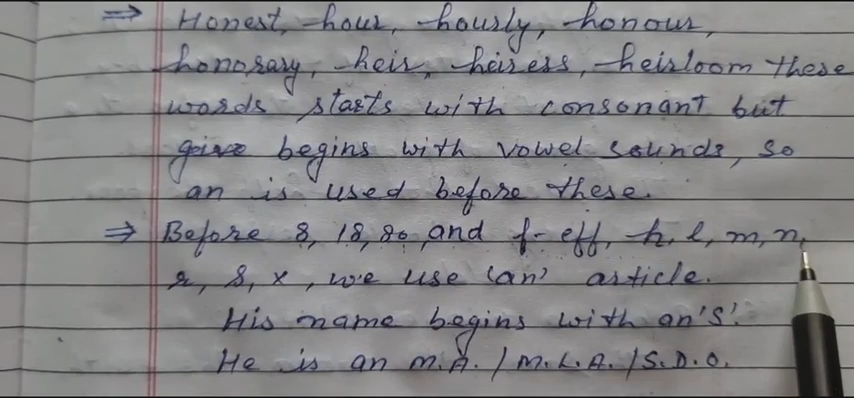 ⇒ Honest, hour, hourly, honour,
honorary, heir, heiress, heirloom these
words starts with consonant but
give begins with vowel sounds, so
an is used before these.
⇒ Before 8, 18, 80, and f-eff, h, l, m, n,
r, s, x, we use 'an' article.
His name begins with an 'S'.
He is an M.A. / M.L.A. / S.D.O.